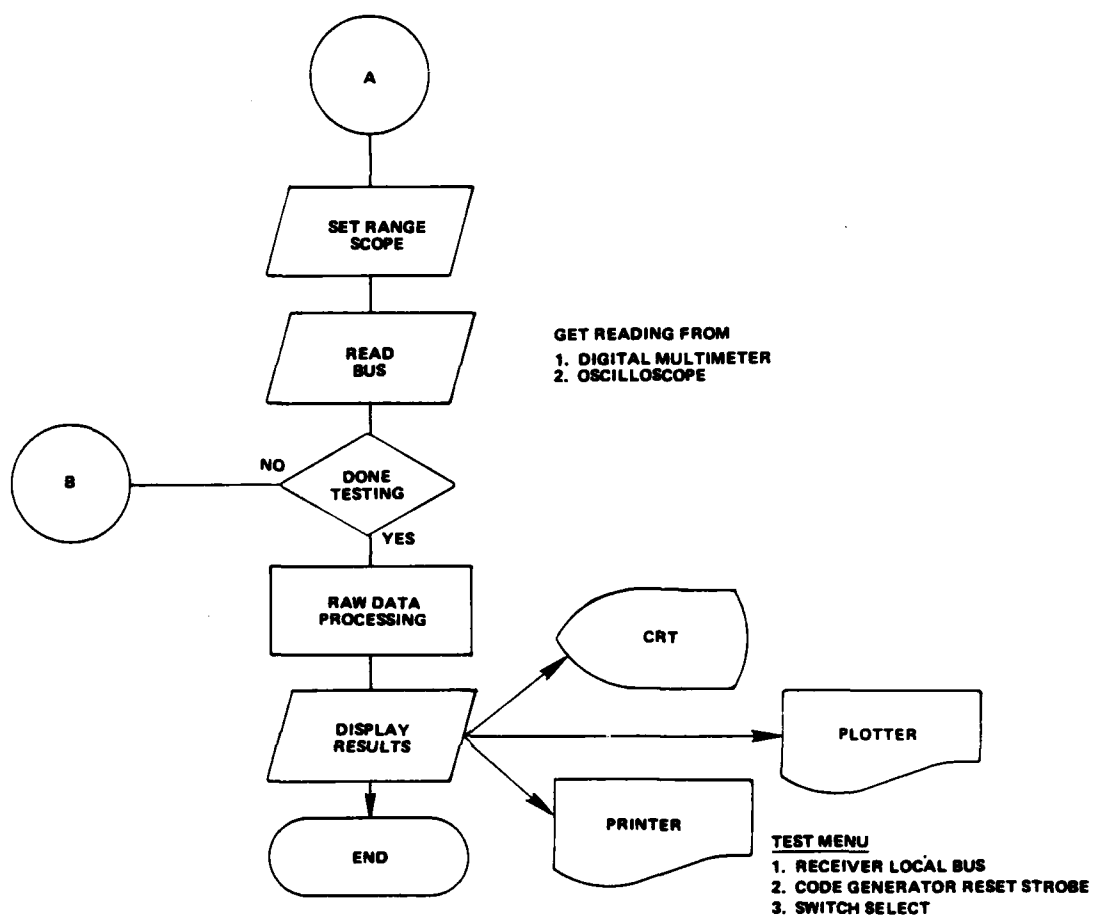 A
SET RANGE
SCOPE
READ
BUS
GET READING FROM
1. DIGITAL MULTIMETER
2. OSCILLOSCOPE
B
NO
DONE
TESTING
YES
RAW DATA
PROCESSING
CRT
DISPLAY
RESULTS
PLOTTER
PRINTER
END
TEST MENU
1. RECEIVER LOCAL BUS
2. CODE GENERATOR RESET STROBE
3. SWITCH SELECT